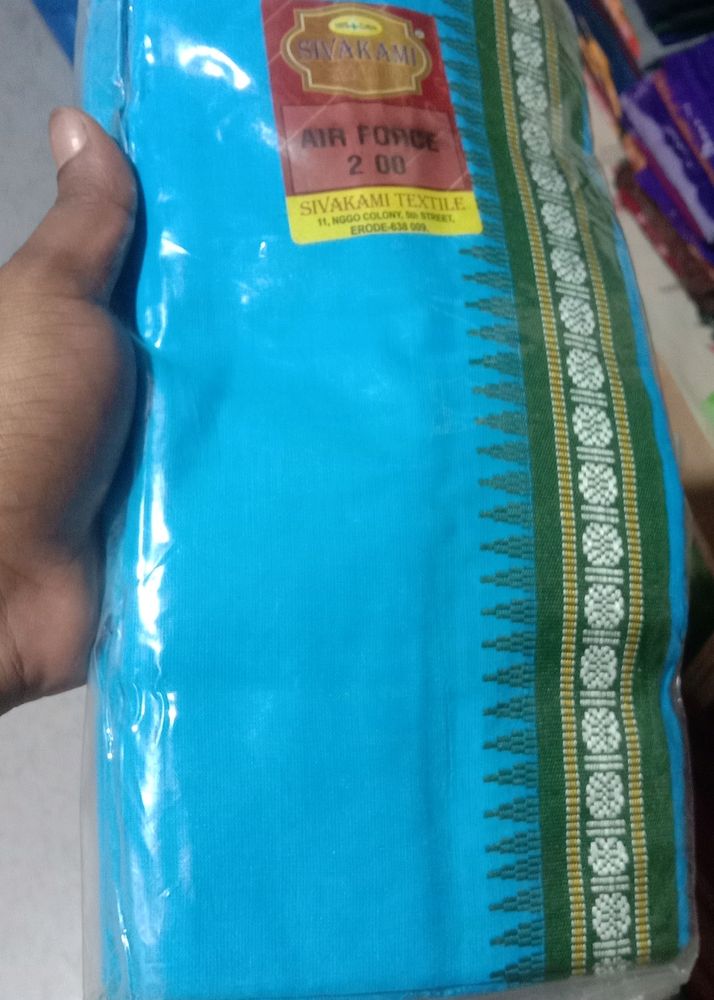 SIVAKAMI
AIR FORCE
2 00
SIVAKAMI TEXTILE
11, NGGO COLONY, 5th STREET,
ERODE-638 009.